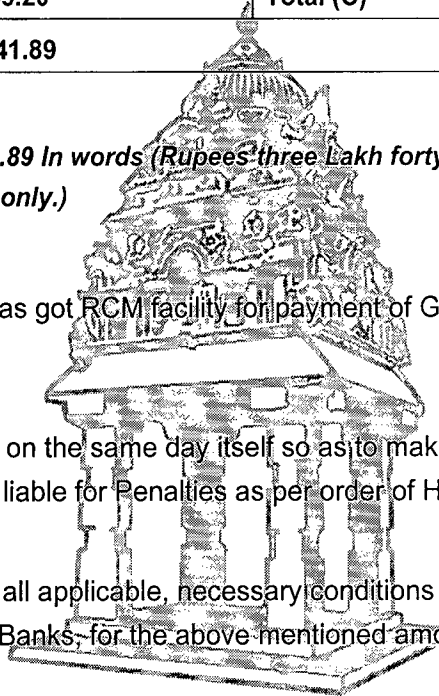 Total (C)
41.89
.89 In words (Rupees three Lakh forty
only.)
as got RCM facility for payment of G
on the same day itself so as to mak
liable for Penalties as per order of H
all applicable, necessary conditions
Banks, for the above mentioned amo